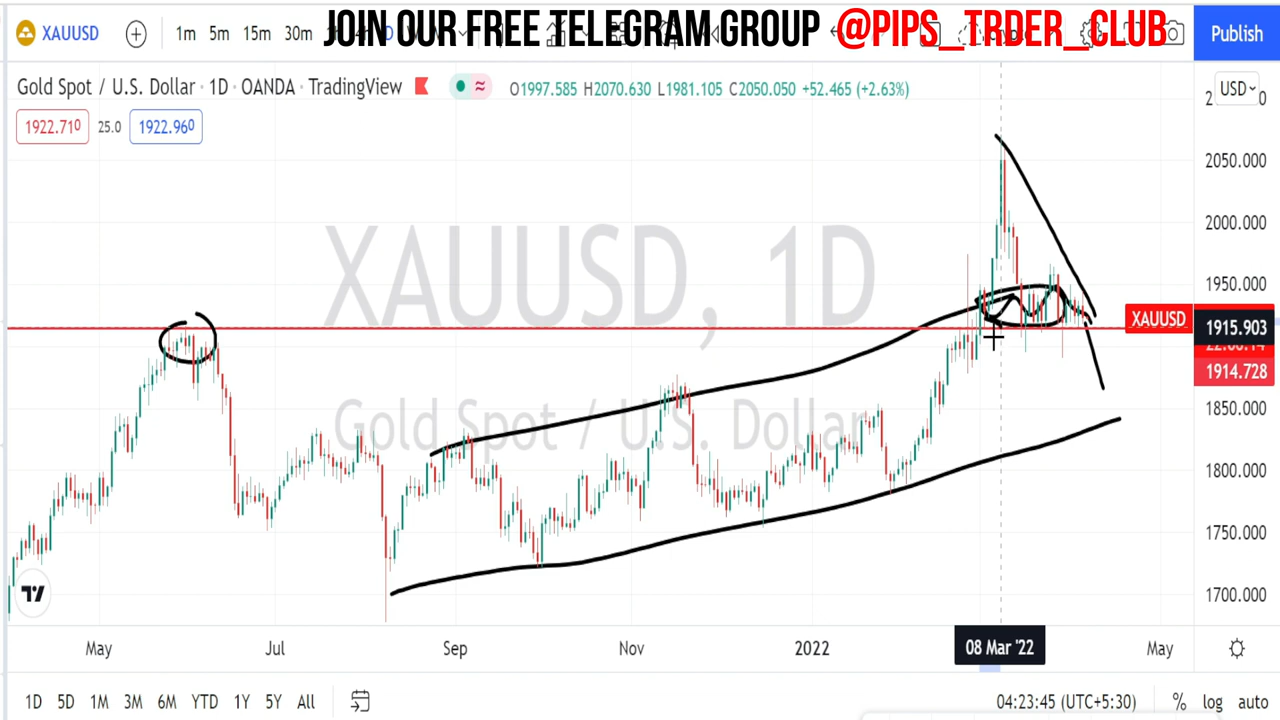 XAUUSD 1m 5m 15m 30m JOIN OUR FREE TELEGRAM GROUP @PIPS_TRDER_CLUB Publish
Gold Spot / U.S. Dollar · 1D · OANDA · TradingView O1997.585 H2070.630 L1981.105 C2050.050 +52.465 (+2.63%) USD
1922.710 25.0 1922.960
2050.000
2000.000
1950.000
XAUUSD 1915.903
1914.728
1850.000
1800.000
1750.000
1700.000
XAUUSD, 1D
Gold Spot / U.S. Dollar
May Jul Sep Nov 2022 08 Mar '22 May
1D 5D 1M 3M 6M YTD 1Y 5Y All 04:23:45 (UTC+5:30) % log auto